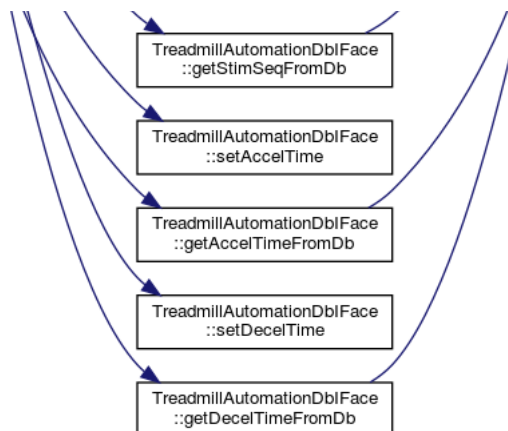 TreadmillAutomationDbIFace
::getStimSeqFromDb
TreadmillAutomationDbIFace
::setAccelTime
TreadmillAutomationDbIFace
::getAccelTimeFromDb
TreadmillAutomationDbIFace
::setDecelTime
TreadmillAutomationDbIFace
::getDecelTimeFromDb